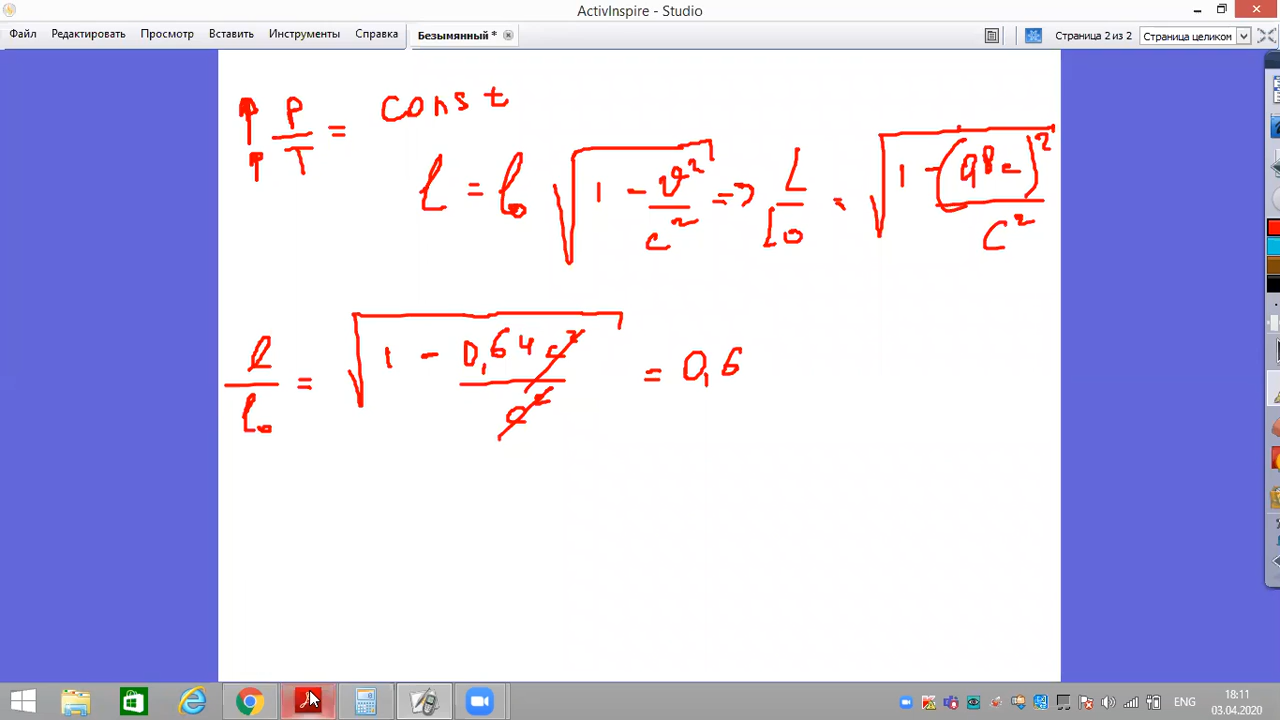 ActivInspire - Studio
Файл Редактировать Просмотр Вставить Инструменты Справка Безымянный * Страница 2 из 2 Страница целиком
↑P/↑T = const
l = l₀ √(1 - v²/c²) => L/L0 = √(1 - (0,8c)²/c²)
l/l₀ = √(1 - 0,64c²/c²) = 0,6
ENG
18:11
03.04.2020